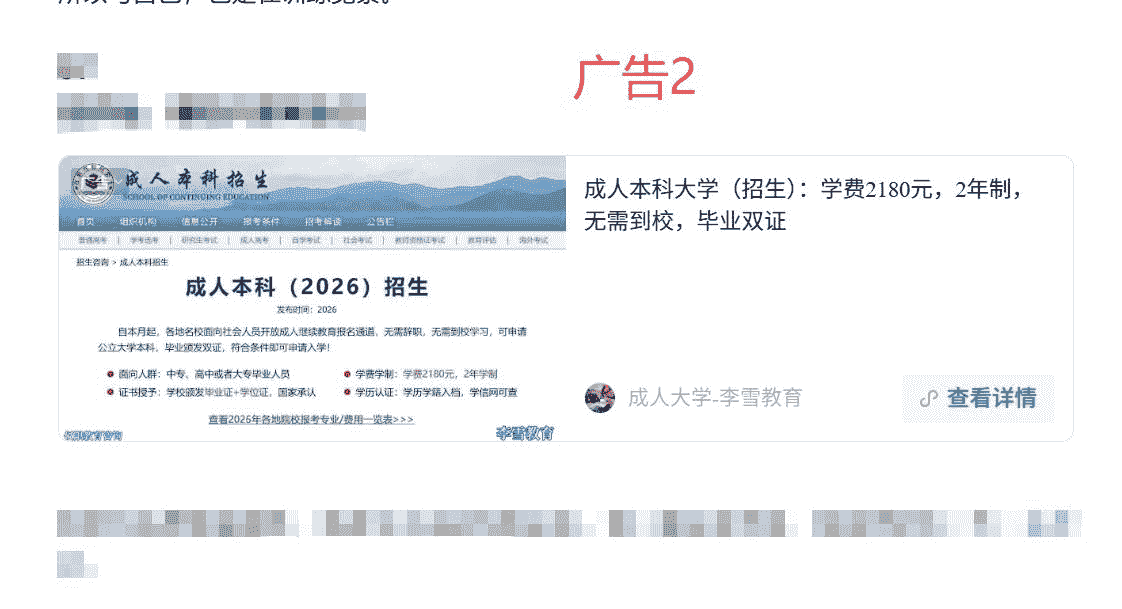 广告2
成人本科招生
SCHOOL OF CONTINUING EDUCATION
首页 组织机构 信息公开 报考条件 招考解读 公告栏
普通高考 | 学考选考 | 研究生考试 | 成人高考 | 自学考试 | 社会考试 | 教师资格证考试 | 教育评估 | 海外考试
招生咨询 > 成人本科招生
成人本科（2026）招生
发布时间：2026
自本月起，各地名校面向社会人员开放成人继续教育报名通道，无需辞职，无需到校学习，可申请
公立大学本科，毕业颁发双证，符合条件即可申请入学！
面向人群：中专、高中或者大专毕业人员
学费学制：学费2180元，2年学制
证书授予：学校颁发毕业证+学位证，国家承认
学历认证：学历学籍入档，学信网可查
查看2026年各地院校报考专业/费用一览表>>>
李雪教育
成人本科大学（招生）：学费2180元，2年制，
无需到校，毕业双证
成人大学-李雪教育
查看详情